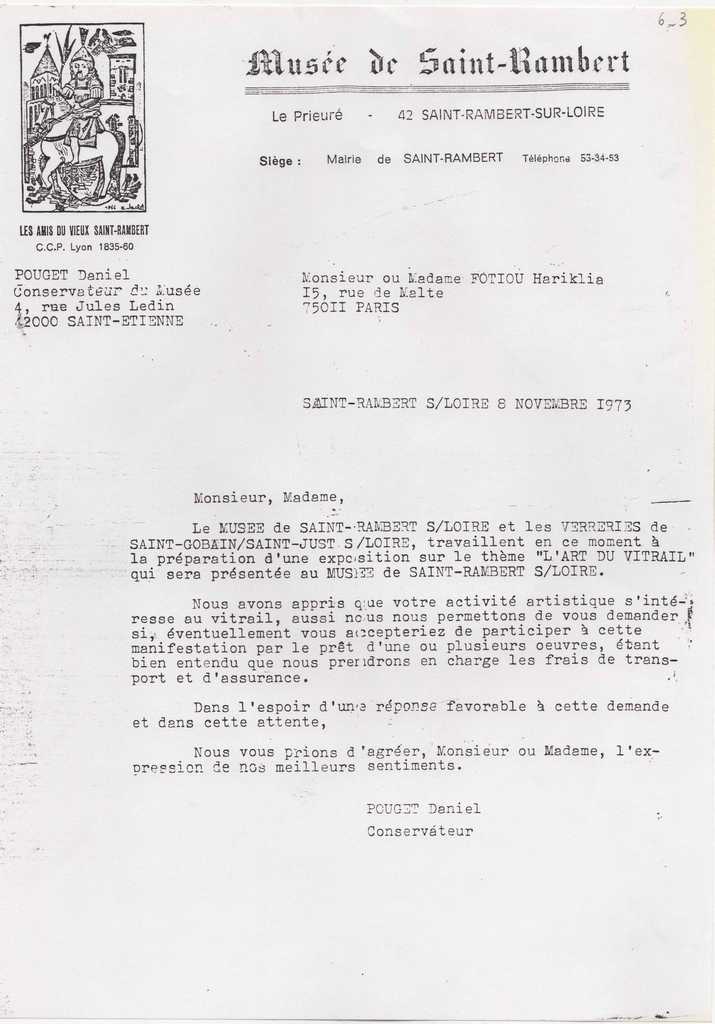 6_3
Musée de Saint-Rambert
Le Prieuré - 42 SAINT-RAMBERT-SUR-LOIRE
Siège : Mairie de SAINT-RAMBERT Téléphone 53-34-53
LES AMIS DU VIEUX SAINT-RAMBERT
C.C.P. Lyon 1835-60
POUGET Daniel
Conservateur du Musée
4, rue Jules Ledin
42000 SAINT-ETIENNE
Monsieur ou Madame FOTIOU Hariklia
I5, rue de Malte
750II PARIS
SAINT-RAMBERT S/LOIRE 8 NOVEMBRE I973
Monsieur, Madame,
Le MUSEE de SAINT-RAMBERT S/LOIRE et les VERRERIES de
SAINT-GOBAIN/SAINT-JUST S/LOIRE, travaillent en ce moment à
la préparation d'une exposition sur le thème "L'ART DU VITRAIL"
qui sera présentée au MUSEE de SAINT-RAMBERT S/LOIRE.
Nous avons appris que votre activité artistique s'inté-
resse au vitrail, aussi nous nous permettons de vous demander
si, éventuellement vous accepteriez de participer à cette
manifestation par le prêt d'une ou plusieurs oeuvres, étant
bien entendu que nous prendrons en charge les frais de trans-
port et d'assurance.
Dans l'espoir d'une réponse favorable à cette demande
et dans cette attente,
Nous vous prions d'agréer, Monsieur ou Madame, l'ex-
pression de nos meilleurs sentiments.
POUGET Daniel
Conservateur